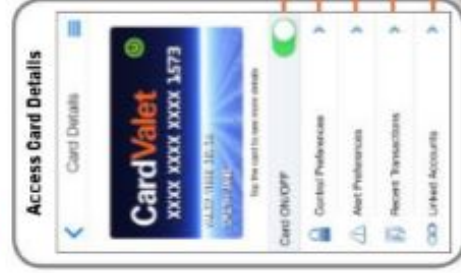 Access Card Details
Card Details
CardValet
XXXX XXXX XXXX 1573
Tap the card to see more details
Card ON/OFF
Control Preferences
Alert Preferences
Recent Transactions
Linked Accounts